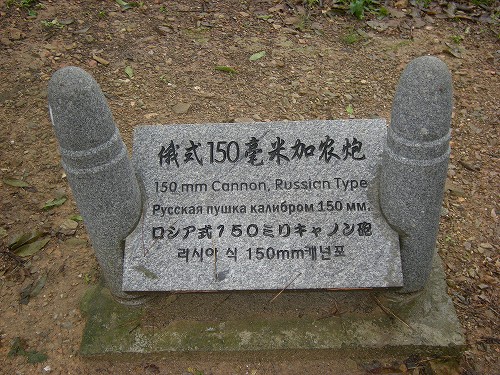 俄式150毫米加农炮
150 mm Cannon, Russian Type
Русская пушка калибром 150 мм.
ロシア式150ミリキャノン砲
러시아 식 150mm캐넌포